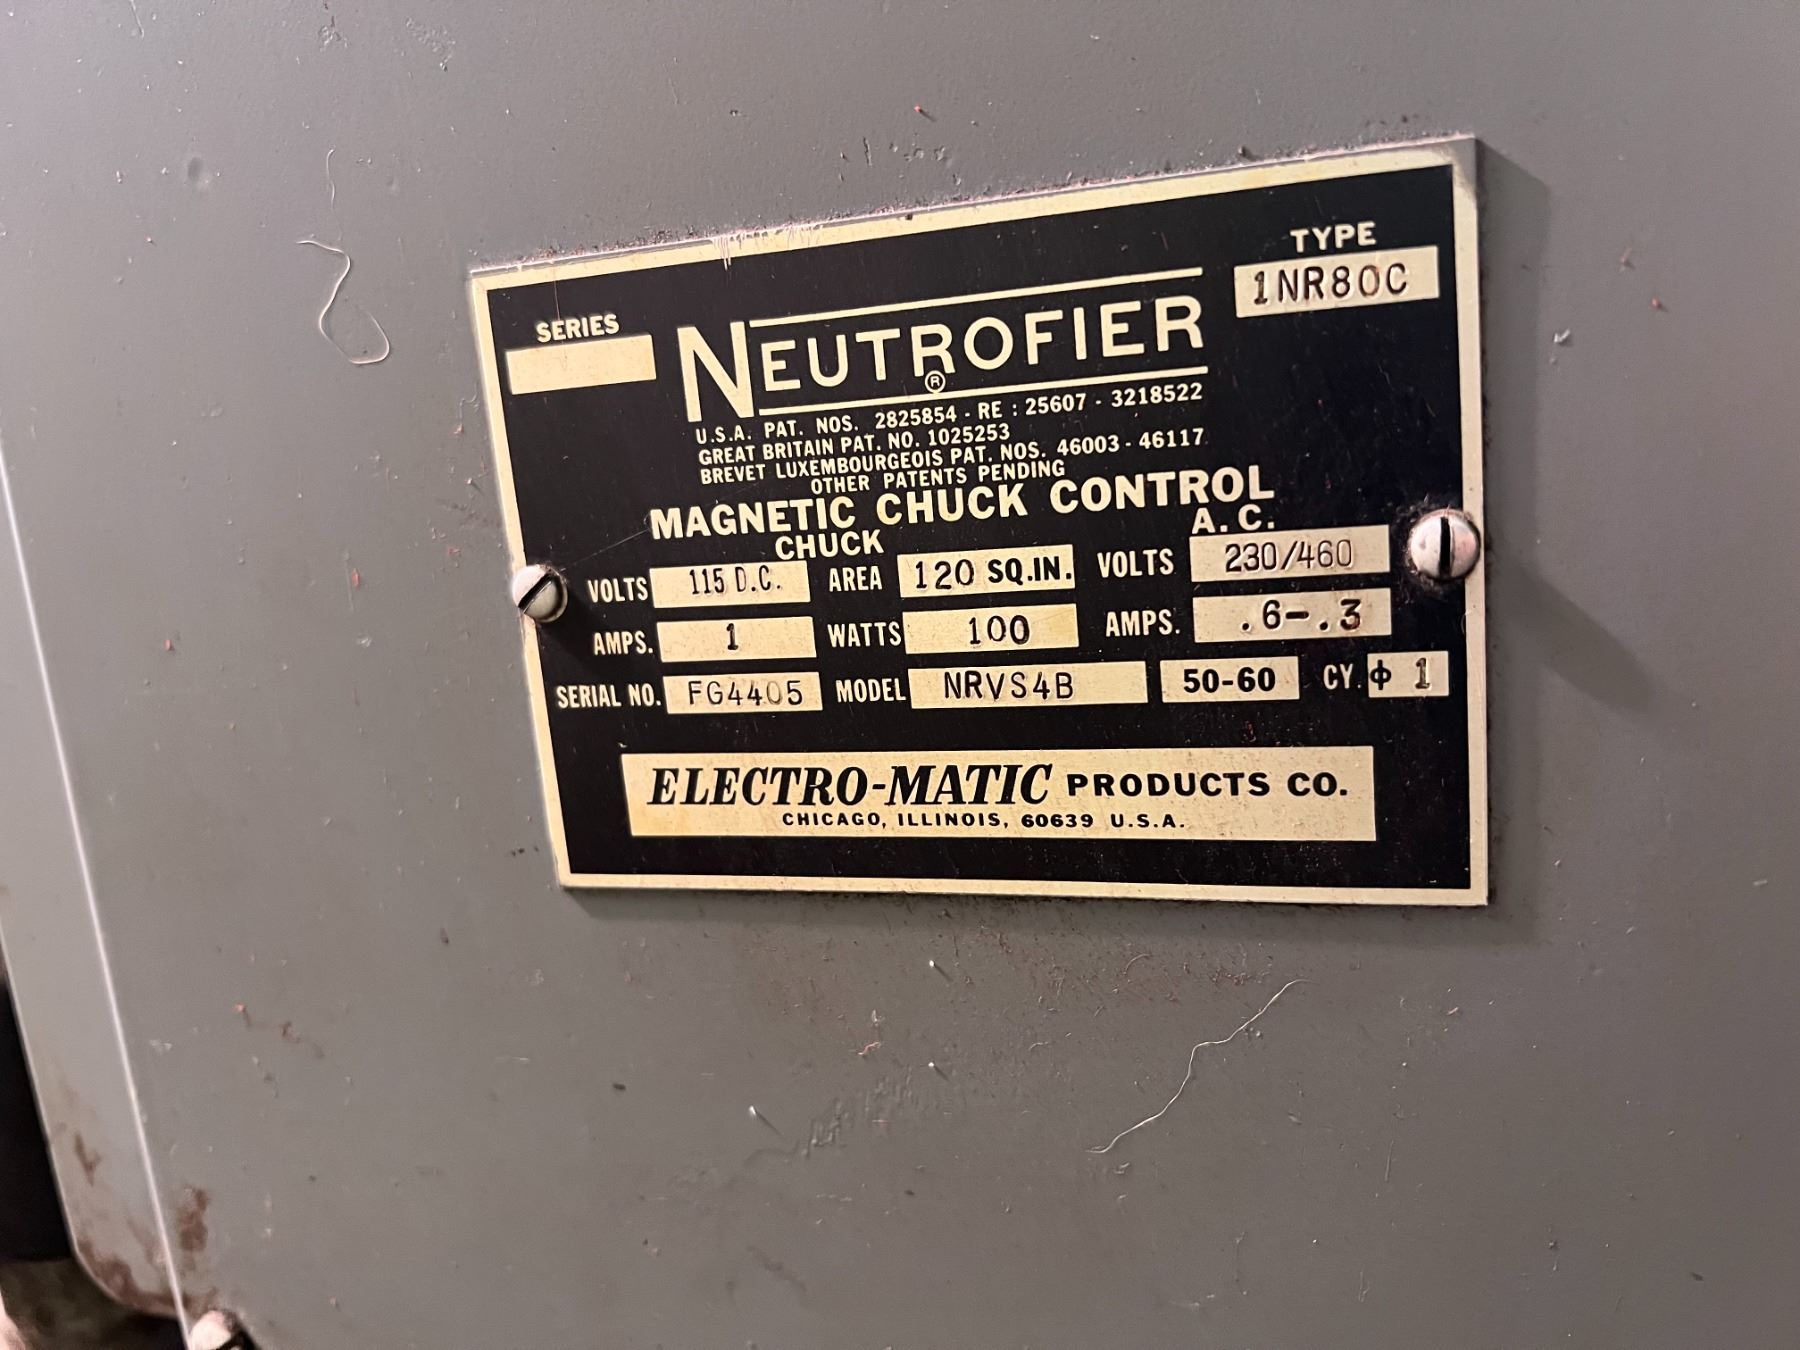 SERIES
TYPE
1NR80C
NEUTROFIER ®
U.S.A. PAT. NOS. 2825854 - RE : 25607 - 3218522
GREAT BRITAIN PAT. NO. 1025253
BREVET LUXEMBOURGEOIS PAT. NOS. 46003 - 46117
OTHER PATENTS PENDING
MAGNETIC CHUCK CONTROL
CHUCK A. C.
VOLTS 115 D.C. AREA 120 SQ.IN. VOLTS 230/460
AMPS. 1 WATTS 100 AMPS. .6-.3
SERIAL NO. FG4405 MODEL NRVS4B 50-60 CY. ϕ 1
ELECTRO-MATIC PRODUCTS CO.
CHICAGO, ILLINOIS, 60639 U.S.A.